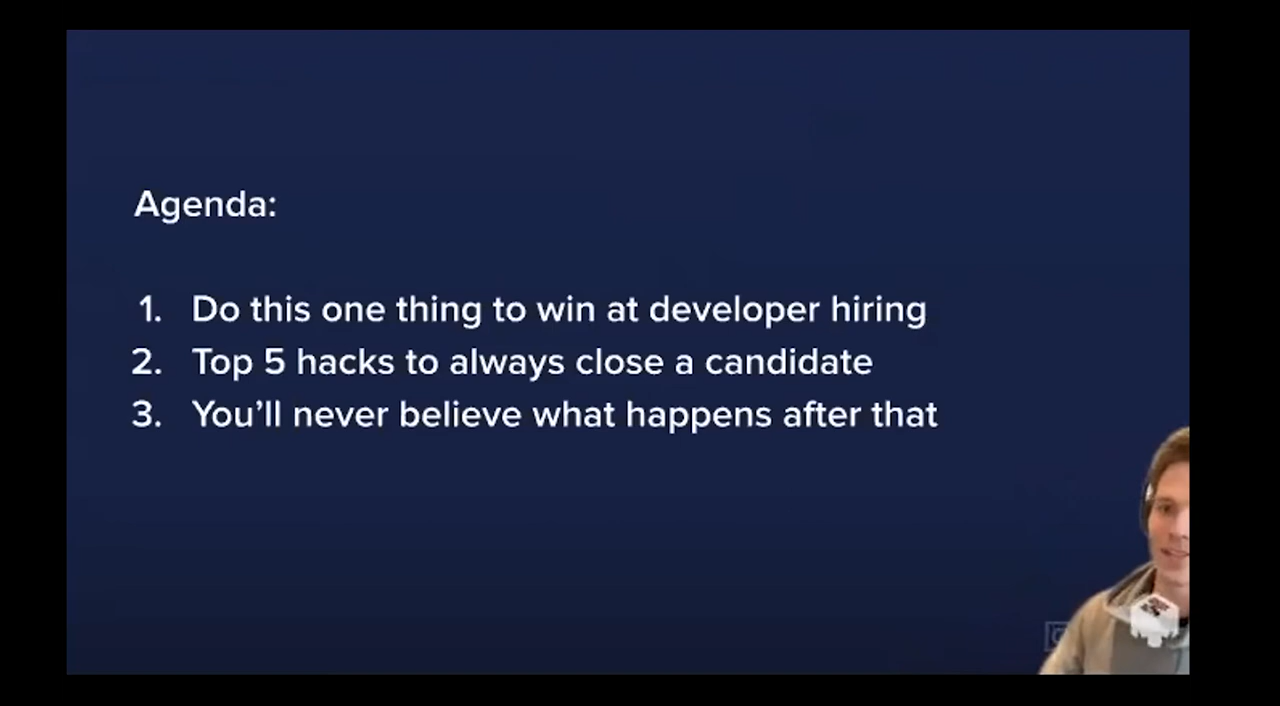 Agenda:
1. Do this one thing to win at developer hiring
2. Top 5 hacks to always close a candidate
3. You’ll never believe what happens after that